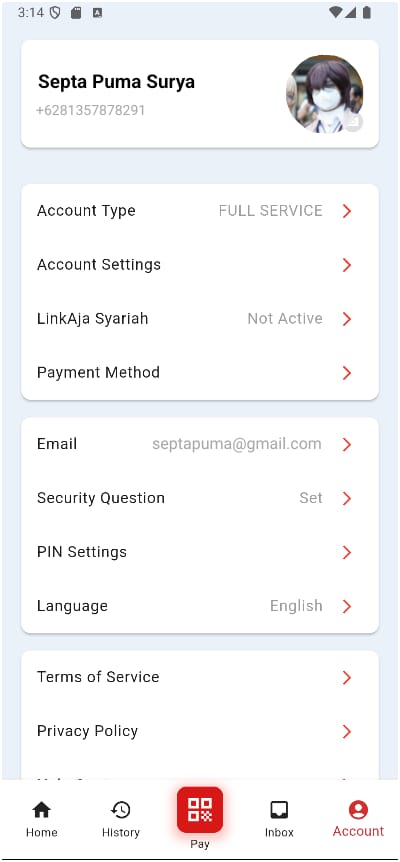 3:14
Septa Puma Surya
+6281357878291
Account Type FULL SERVICE
Account Settings
LinkAja Syariah Not Active
Payment Method
Email septapuma@gmail.com
Security Question Set
PIN Settings
Language English
Terms of Service
Privacy Policy
Home History Pay Inbox Account